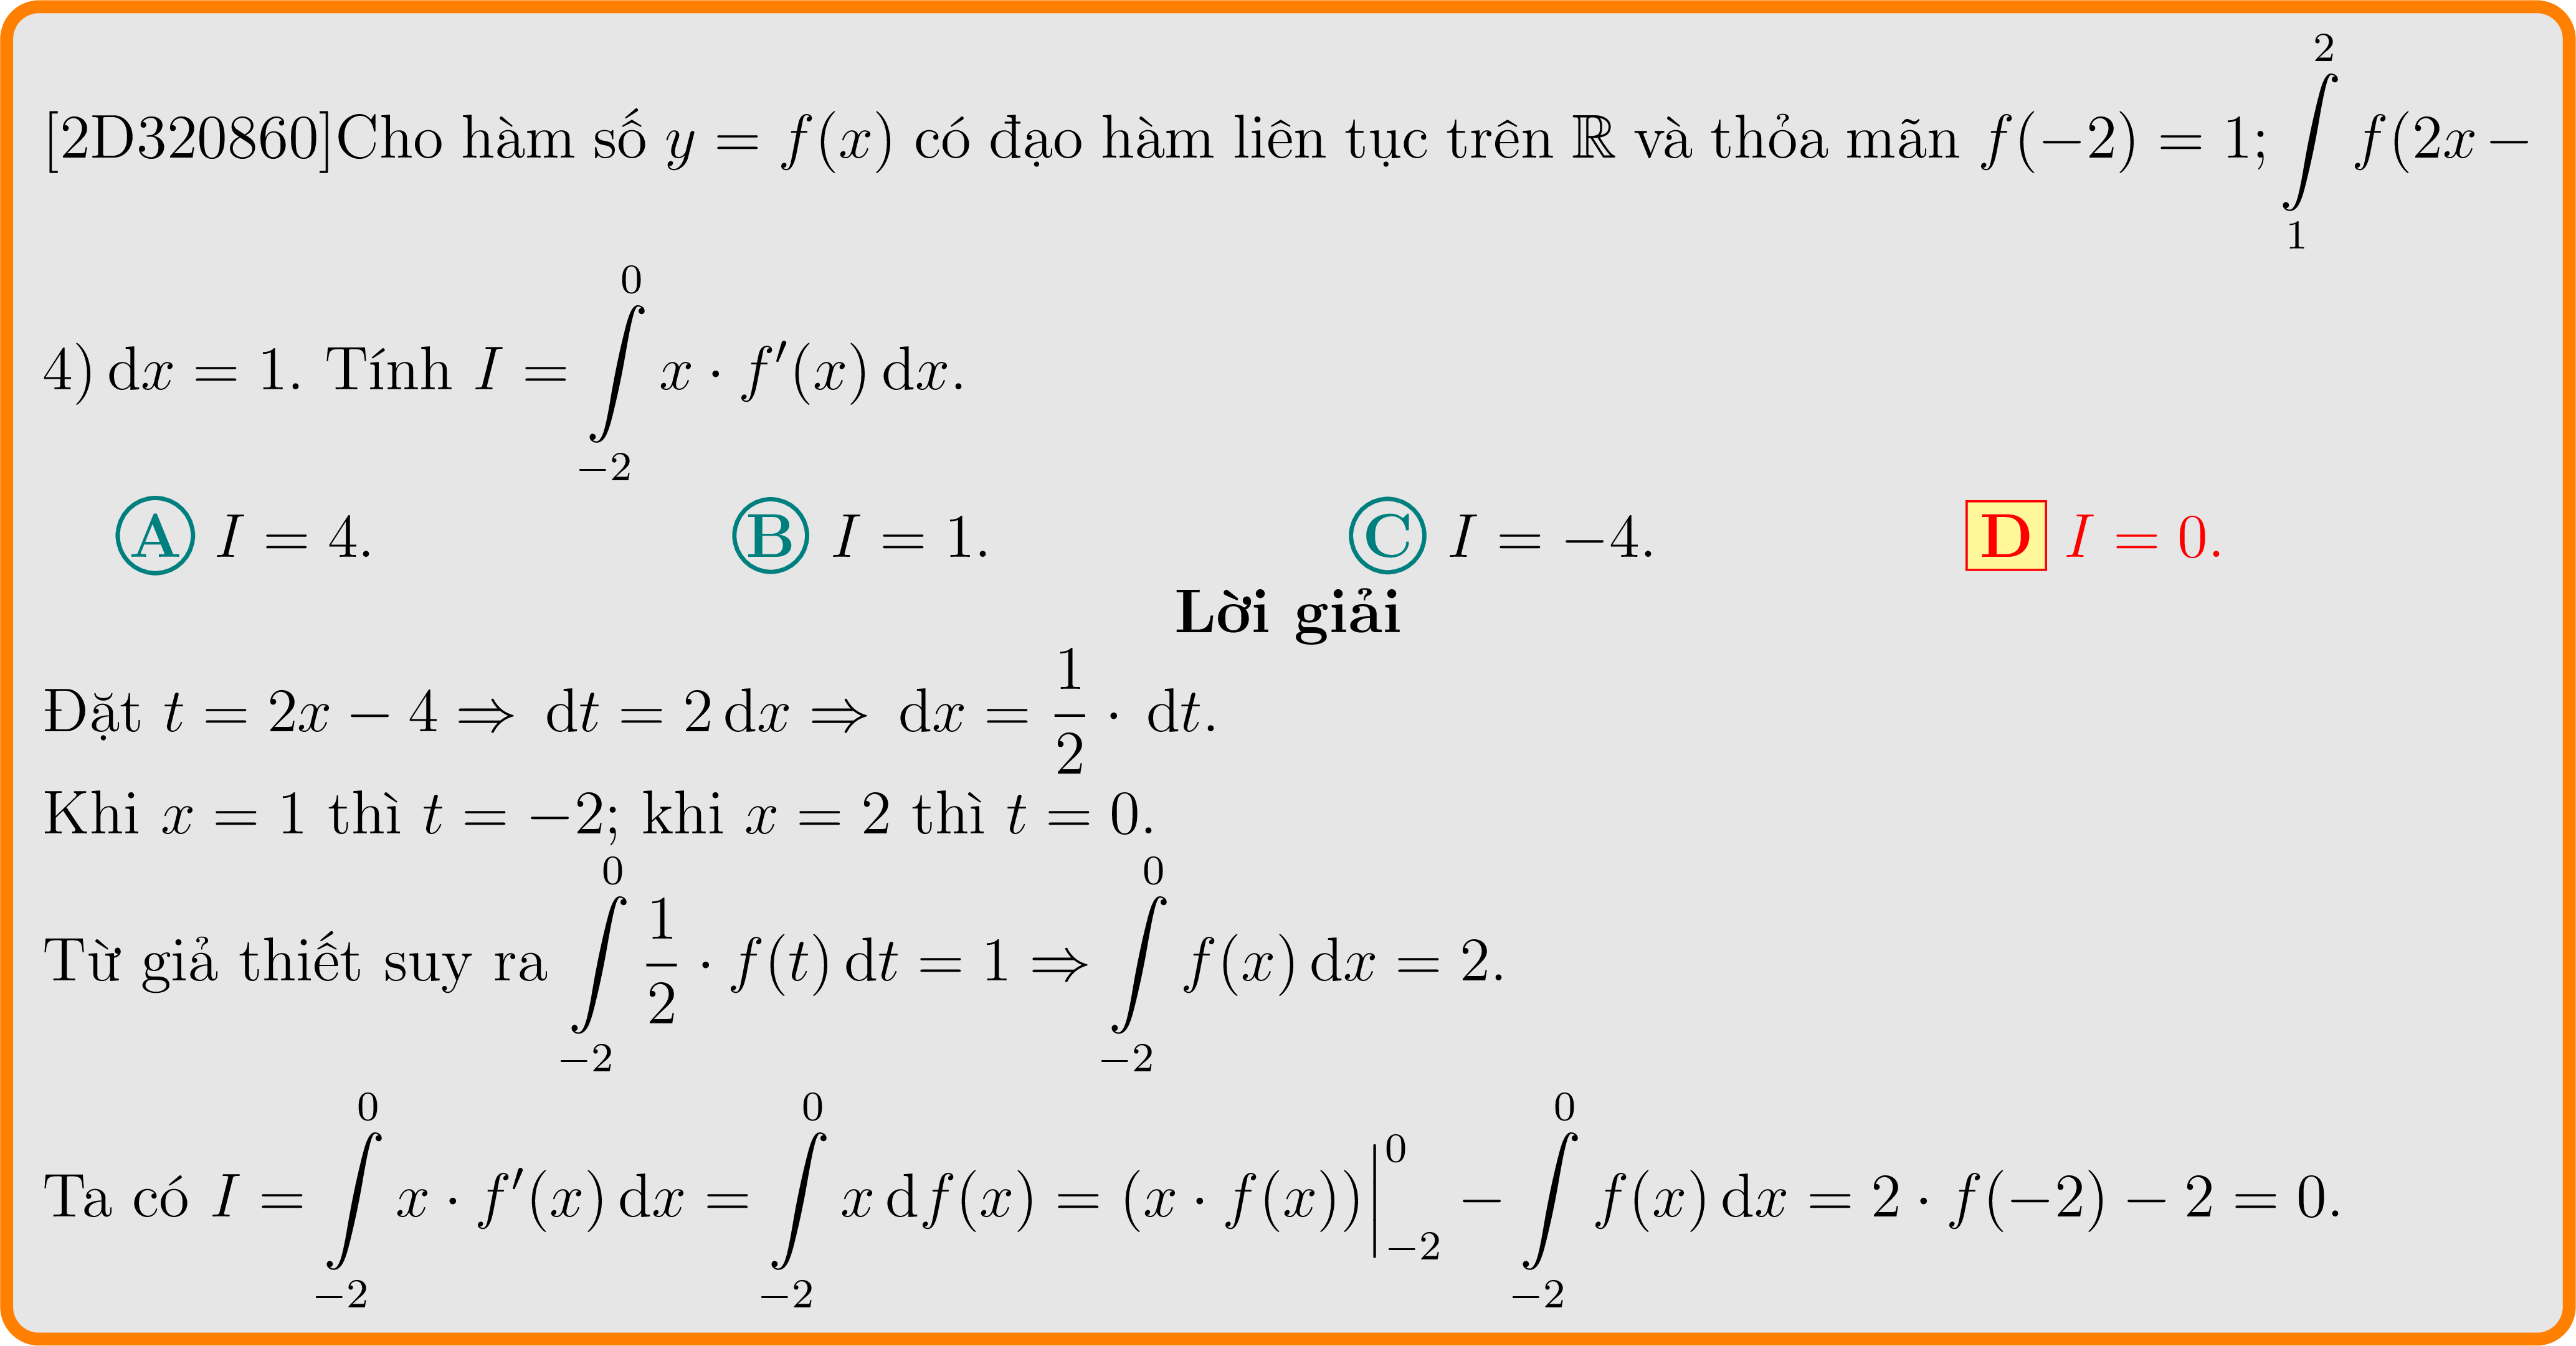 [2D320860]Cho hàm số $y = f(x)$ có đạo hàm liên tục trên $\mathbb{R}$ và thỏa mãn $f(-2) = 1; \int\limits_{1}^{2} f(2x -$
$4)\,\mathrm{d}x = 1$. Tính $I = \int\limits_{-2}^{0} x \cdot f'(x)\,\mathrm{d}x$.
A $I = 4$. B $I = 1$. C $I = -4$. D $I = 0$.
Lời giải
Đặt $t = 2x - 4 \Rightarrow \mathrm{d}t = 2\,\mathrm{d}x \Rightarrow \mathrm{d}x = \dfrac{1}{2} \cdot \mathrm{d}t$.
Khi $x = 1$ thì $t = -2$; khi $x = 2$ thì $t = 0$.
Từ giả thiết suy ra $\int\limits_{-2}^{0} \dfrac{1}{2} \cdot f(t)\,\mathrm{d}t = 1 \Rightarrow \int\limits_{-2}^{0} f(x)\,\mathrm{d}x = 2$.
Ta có $I = \int\limits_{-2}^{0} x \cdot f'(x)\,\mathrm{d}x = \int\limits_{-2}^{0} x\,\mathrm{d}f(x) = (x \cdot f(x))\Big|_{-2}^{0} - \int\limits_{-2}^{0} f(x)\,\mathrm{d}x = 2 \cdot f(-2) - 2 = 0$.